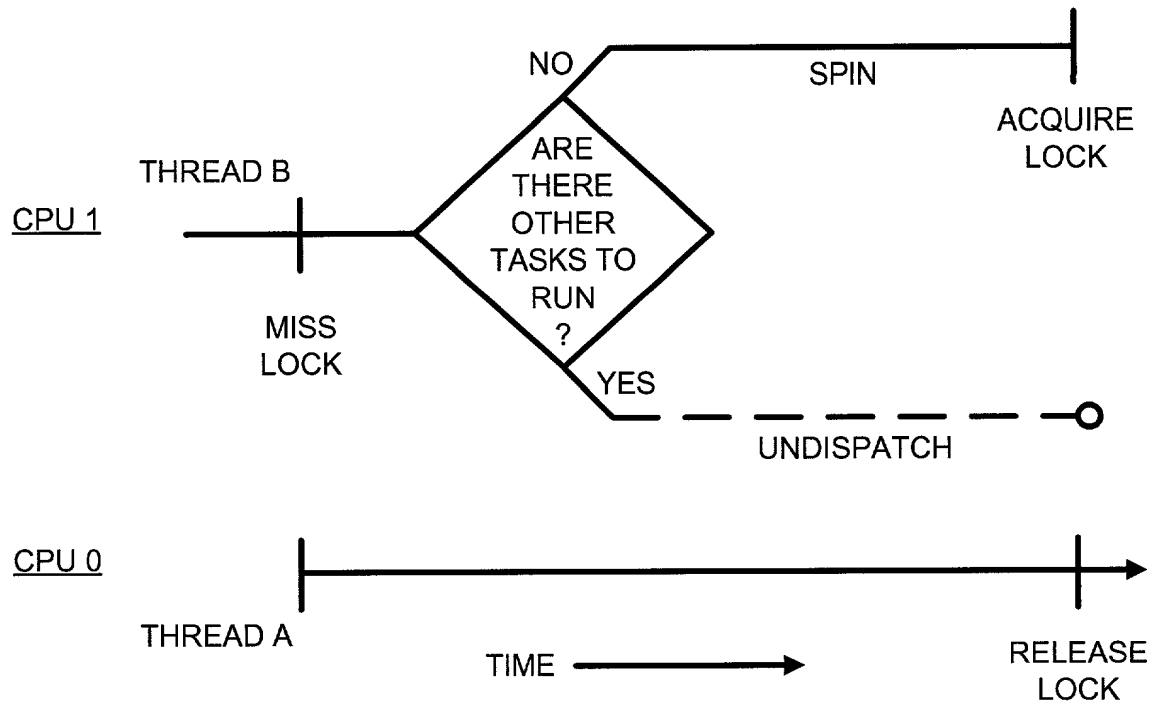 NO
SPIN
ACQUIRE
LOCK
ARE
THERE
OTHER
TASKS TO
RUN
?
THREAD B
CPU 1
MISS
LOCK
YES
UNDISPATCH
CPU 0
THREAD A
TIME
RELEASE
LOCK